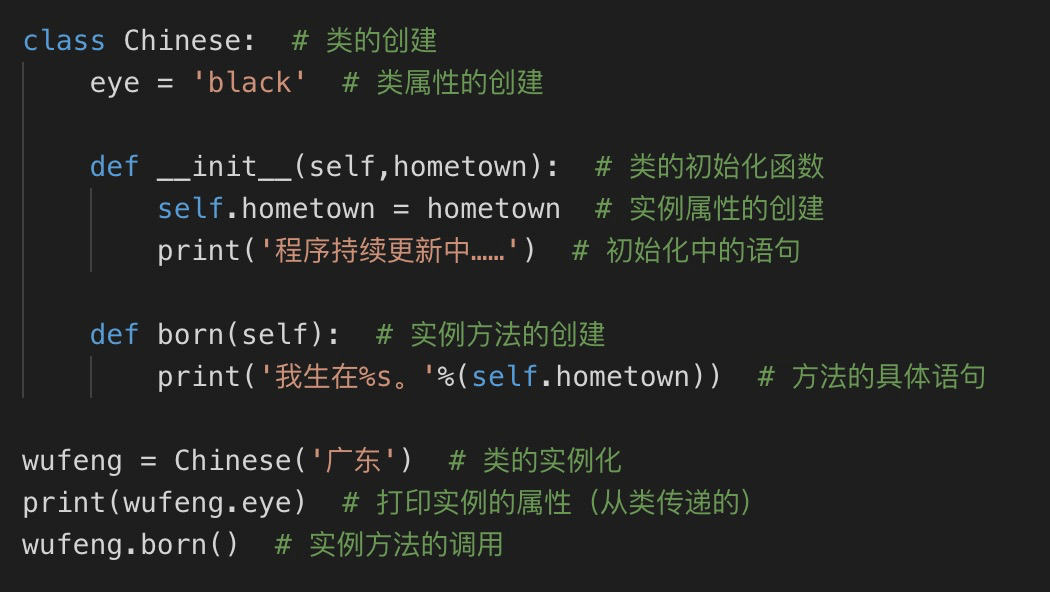 class Chinese:  # 类的创建
    eye = 'black'  # 类属性的创建

    def __init__(self,hometown):  # 类的初始化函数
        self.hometown = hometown  # 实例属性的创建
        print('程序持续更新中……')  # 初始化中的语句

    def born(self):  # 实例方法的创建
        print('我生在%s。'%(self.hometown))  # 方法的具体语句

wufeng = Chinese('广东')  # 类的实例化
print(wufeng.eye)  # 打印实例的属性（从类传递的）
wufeng.born()  # 实例方法的调用